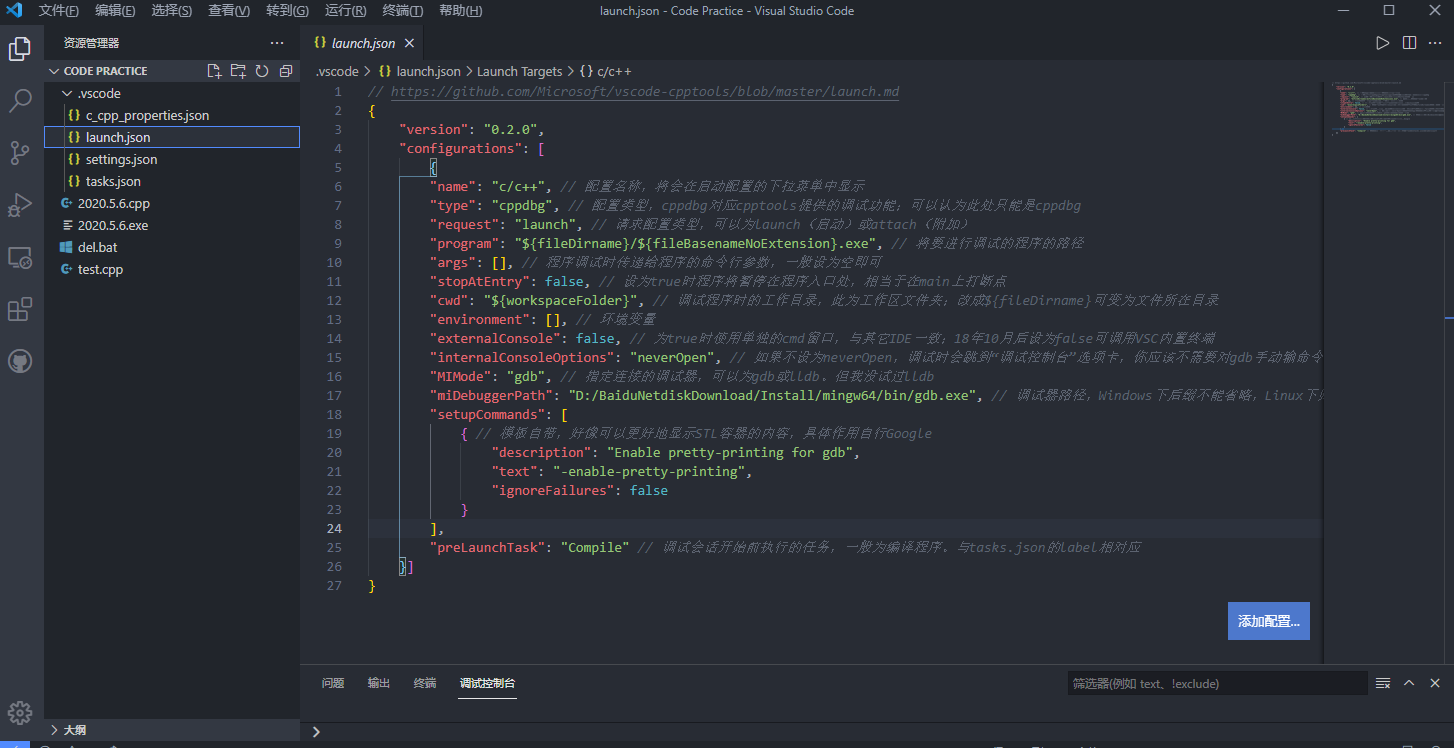 文件(F) 编辑(E) 选择(S) 查看(V) 转到(G) 运行(R) 终端(T) 帮助(H) launch.json - Code Practice - Visual Studio Code
资源管理器
CODE PRACTICE
.vscode
c_cpp_properties.json
launch.json
settings.json
tasks.json
2020.5.6.cpp
2020.5.6.exe
del.bat
test.cpp
大纲
{} launch.json
.vscode > {} launch.json > Launch Targets > {} c/c++
1 // https://github.com/Microsoft/vscode-cpptools/blob/master/launch.md
2 {
3 "version": "0.2.0",
4 "configurations": [
5 {
6 "name": "c/c++", // 配置名称，将会在启动配置的下拉菜单中显示
7 "type": "cppdbg", // 配置类型，cppdbg对应cpptools提供的调试功能；可以认为此处只能是cppdbg
8 "request": "launch", // 请求配置类型，可以为launch（启动）或attach（附加）
9 "program": "${fileDirname}/${fileBasenameNoExtension}.exe", // 将要进行调试的程序的路径
10 "args": [], // 程序调试时传递给程序的命令行参数，一般设为空即可
11 "stopAtEntry": false, // 设为true时程序将暂停在程序入口处，相当于在main上打断点
12 "cwd": "${workspaceFolder}", // 调试程序时的工作目录，此为工作区文件夹；改成${fileDirname}可变为文件所在目录
13 "environment": [], // 环境变量
14 "externalConsole": false, // 为true时使用单独的cmd窗口，与其它IDE一致；18年10月后设为false可调用VSC内置终端
15 "internalConsoleOptions": "neverOpen", // 如果不设为neverOpen，调试时会跳到“调试控制台”选项卡，你应该不需要对gdb手动输命令
16 "MIMode": "gdb", // 指定连接的调试器，可以为gdb或lldb。但我没试过lldb
17 "miDebuggerPath": "D:/BaiduNetdiskDownload/Install/mingw64/bin/gdb.exe", // 调试器路径，Windows下后缀不能省略，Linux下
18 "setupCommands": [
19 { // 模板自带，好像可以更好地显示STL容器的内容，具体作用自行Google
20 "description": "Enable pretty-printing for gdb",
21 "text": "-enable-pretty-printing",
22 "ignoreFailures": false
23 }
24 ],
25 "preLaunchTask": "Compile" // 调试会话开始前执行的任务，一般为编译程序。与tasks.json的label相对应
26 }]
27 }
添加配置...
问题 输出 终端 调试控制台 筛选器(例如 text、!exclude)